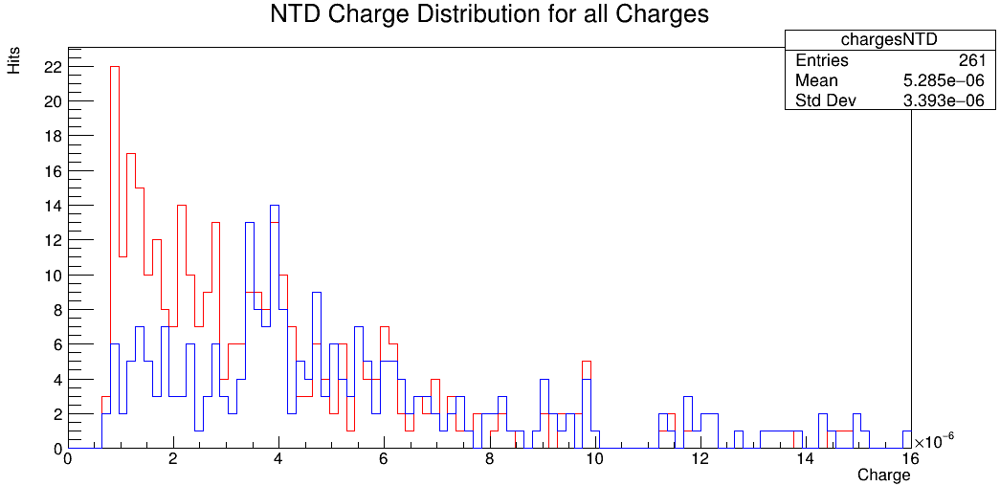 NTD Charge Distribution for all Charges
chargesNTD
Entries 261
Mean 5.285e−06
Std Dev 3.393e−06
Hits
22
20
18
16
14
12
10
8
6
4
2
0
0 2 4 6 8 10 12 14 16
×10−6
Charge